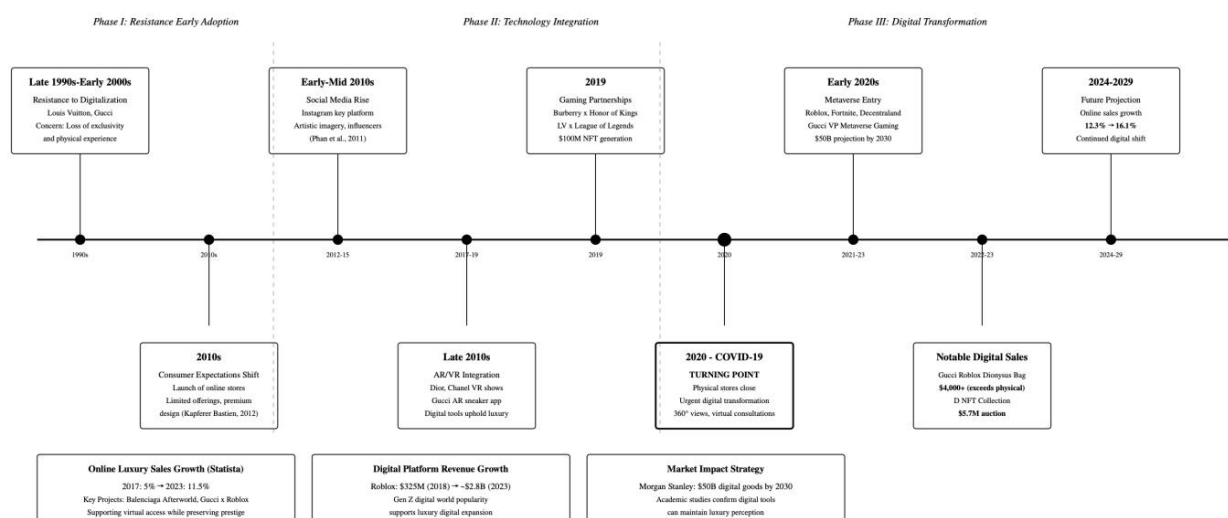 Phase I: Resistance Early Adoption
Phase II: Technology Integration
Phase III: Digital Transformation
Late 1990s-Early 2000s
Resistance to Digitalization
Louis Vuitton, Gucci
Concern: Loss of exclusivity
and physical experience
Early-Mid 2010s
Social Media Rise
Instagram key platform
Artistic imagery, influencers
(Phan et al., 2011)
2019
Gaming Partnerships
Burberry x Honor of Kings
LV x League of Legends
$100M NFT generation
Early 2020s
Metaverse Entry
Roblox, Fortnite, Decentraland
Gucci VP Metaverse Gaming
$50B projection by 2030
2024-2029
Future Projection
Online sales growth
12.3% → 16.1%
Continued digital shift
1990s
2010s
2012-15
2017-19
2019
2020
2021-23
2022-23
2024-29
2010s
Consumer Expectations Shift
Launch of online stores
Limited offerings, premium
design (Kapferer Bastien, 2012)
Late 2010s
AR/VR Integration
Dior, Chanel VR shows
Gucci AR sneaker app
Digital tools uphold luxury
2020 - COVID-19
TURNING POINT
Physical stores close
Urgent digital transformation
360° views, virtual consultations
Notable Digital Sales
Gucci Roblox Dionysus Bag
$4,000+ (exceeds physical)
D NFT Collection
$5.7M auction
Online Luxury Sales Growth (Statista)
2017: 5% → 2023: 11.5%
Key Projects: Balenciaga Afterworld, Gucci x Roblox
Supporting virtual access while preserving prestige
Digital Platform Revenue Growth
Roblox: $325M (2018) → ~$2.8B (2023)
Gen Z digital world popularity
supports luxury digital expansion
Market Impact Strategy
Morgan Stanley: $50B digital goods by 2030
Academic studies confirm digital tools
can maintain luxury perception